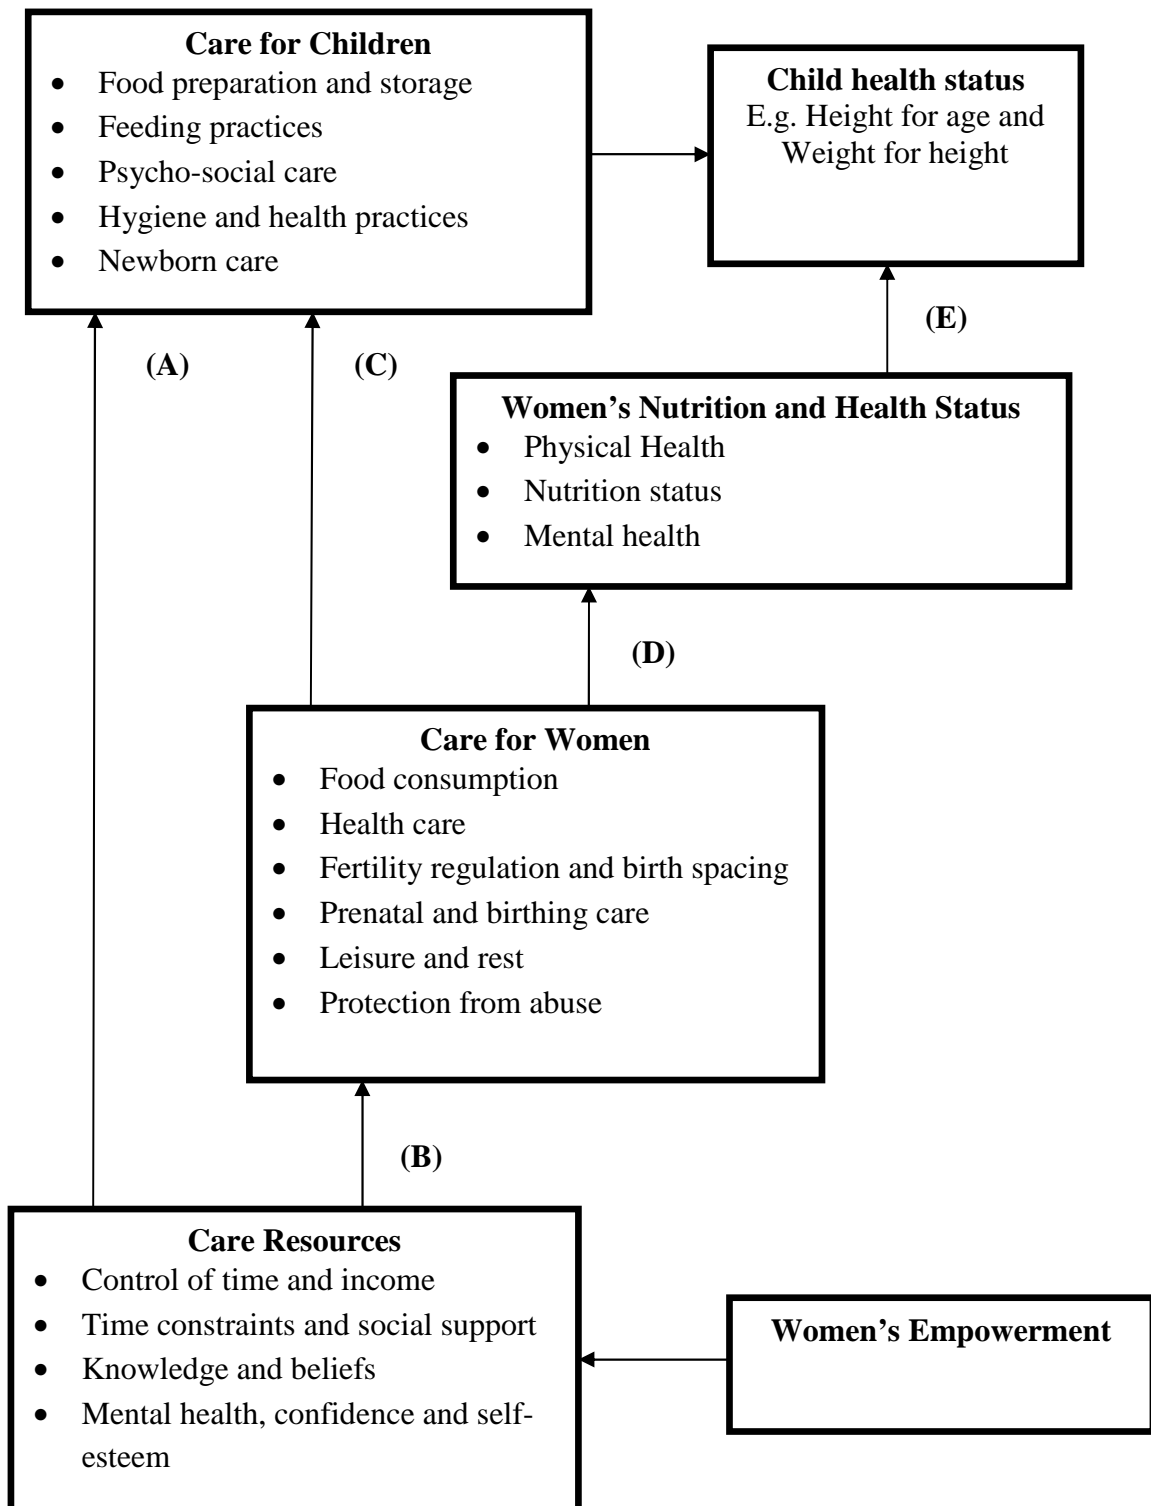 Care for Children
• Food preparation and storage
• Feeding practices
• Psycho-social care
• Hygiene and health practices
• Newborn care
Child health status
E.g. Height for age and
Weight for height
(A)
(C)
(E)
Women’s Nutrition and Health Status
• Physical Health
• Nutrition status
• Mental health
(D)
Care for Women
• Food consumption
• Health care
• Fertility regulation and birth spacing
• Prenatal and birthing care
• Leisure and rest
• Protection from abuse
(B)
Care Resources
• Control of time and income
• Time constraints and social support
• Knowledge and beliefs
• Mental health, confidence and self-
esteem
Women’s Empowerment